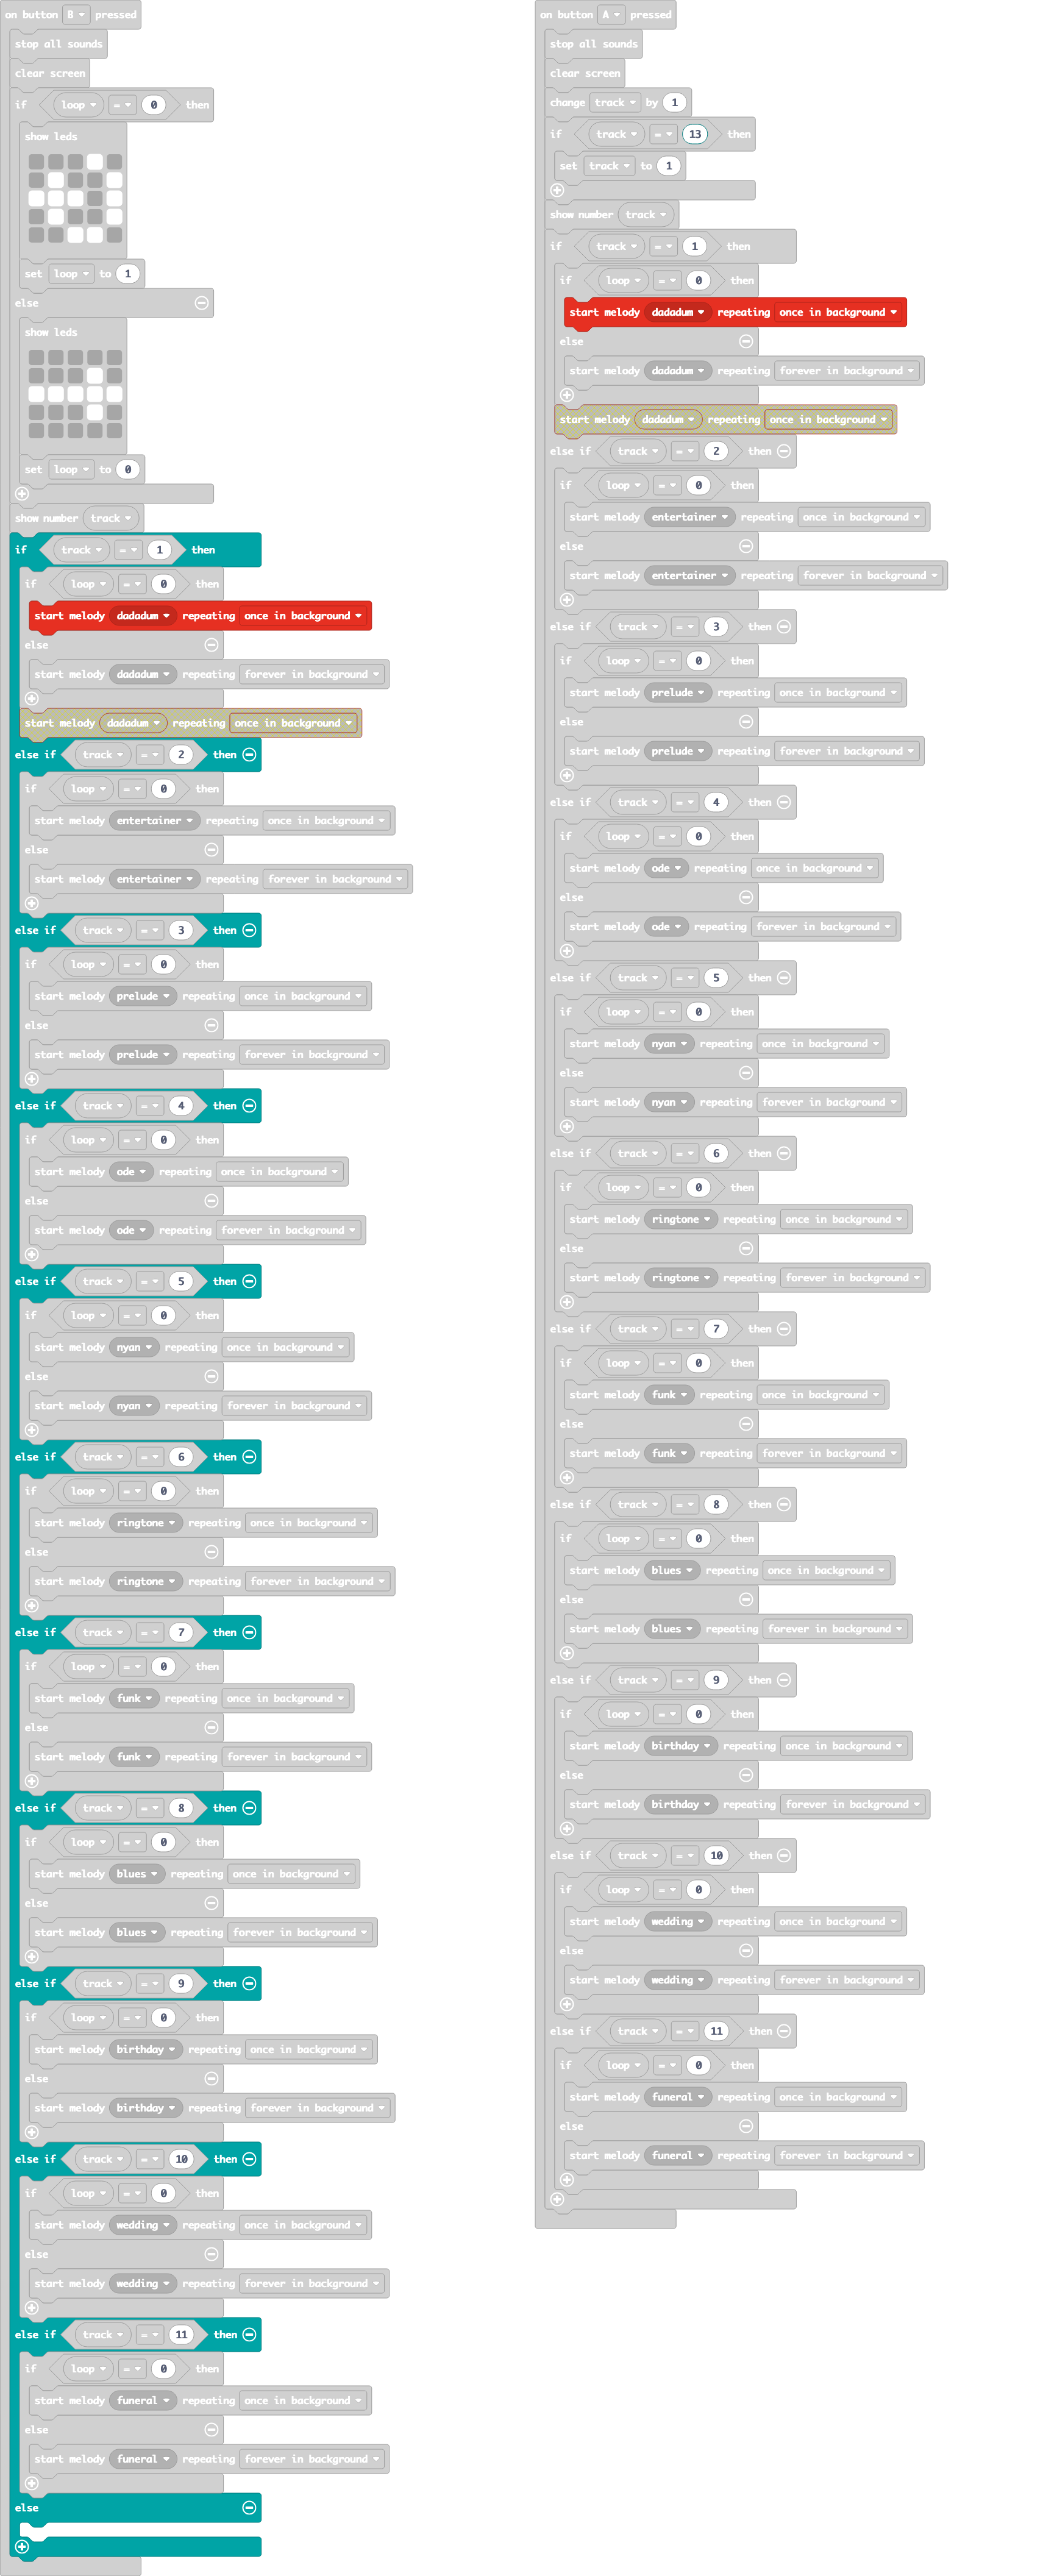 on button B pressed
stop all sounds
clear screen
if loop = 0 then
show leds
set loop to 1
else
show leds
set loop to 0
show number track
if track = 1 then
if loop = 0 then
start melody dadadum repeating once in background
else
start melody dadadum repeating forever in background
start melody dadadum repeating once in background
else if track = 2 then
if loop = 0 then
start melody entertainer repeating once in background
else
start melody entertainer repeating forever in background
else if track = 3 then
if loop = 0 then
start melody prelude repeating once in background
else
start melody prelude repeating forever in background
else if track = 4 then
if loop = 0 then
start melody ode repeating once in background
else
start melody ode repeating forever in background
else if track = 5 then
if loop = 0 then
start melody nyan repeating once in background
else
start melody nyan repeating forever in background
else if track = 6 then
if loop = 0 then
start melody ringtone repeating once in background
else
start melody ringtone repeating forever in background
else if track = 7 then
if loop = 0 then
start melody funk repeating once in background
else
start melody funk repeating forever in background
else if track = 8 then
if loop = 0 then
start melody blues repeating once in background
else
start melody blues repeating forever in background
else if track = 9 then
if loop = 0 then
start melody birthday repeating once in background
else
start melody birthday repeating forever in background
else if track = 10 then
if loop = 0 then
start melody wedding repeating once in background
else
start melody wedding repeating forever in background
else if track = 11 then
if loop = 0 then
start melody funeral repeating once in background
else
start melody funeral repeating forever in background
else
on button A pressed
stop all sounds
clear screen
change track by 1
if track = 13 then
set track to 1
show number track
if track = 1 then
if loop = 0 then
start melody dadadum repeating once in background
else
start melody dadadum repeating forever in background
start melody dadadum repeating once in background
else if track = 2 then
if loop = 0 then
start melody entertainer repeating once in background
else
start melody entertainer repeating forever in background
else if track = 3 then
if loop = 0 then
start melody prelude repeating once in background
else
start melody prelude repeating forever in background
else if track = 4 then
if loop = 0 then
start melody ode repeating once in background
else
start melody ode repeating forever in background
else if track = 5 then
if loop = 0 then
start melody nyan repeating once in background
else
start melody nyan repeating forever in background
else if track = 6 then
if loop = 0 then
start melody ringtone repeating once in background
else
start melody ringtone repeating forever in background
else if track = 7 then
if loop = 0 then
start melody funk repeating once in background
else
start melody funk repeating forever in background
else if track = 8 then
if loop = 0 then
start melody blues repeating once in background
else
start melody blues repeating forever in background
else if track = 9 then
if loop = 0 then
start melody birthday repeating once in background
else
start melody birthday repeating forever in background
else if track = 10 then
if loop = 0 then
start melody wedding repeating once in background
else
start melody wedding repeating forever in background
else if track = 11 then
if loop = 0 then
start melody funeral repeating once in background
else
start melody funeral repeating forever in background